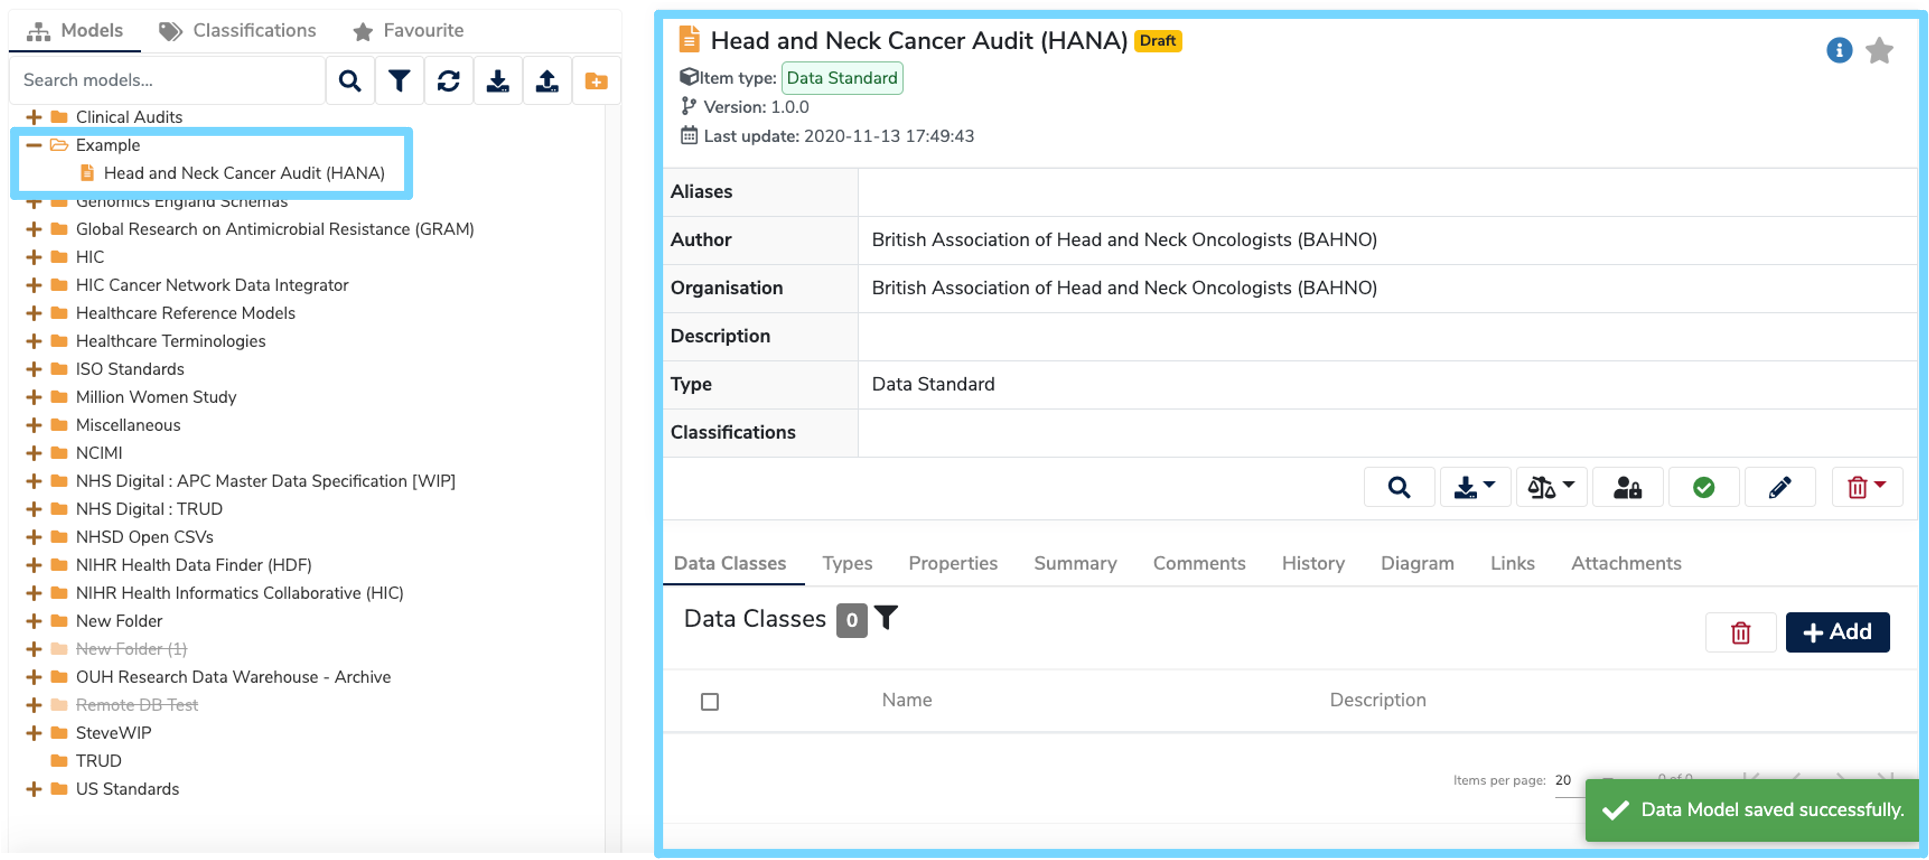 Models Classifications Favourite
Search models...
Clinical Audits
Example
Head and Neck Cancer Audit (HANA)
Genomics England Schemas
Global Research on Antimicrobial Resistance (GRAM)
HIC
HIC Cancer Network Data Integrator
Healthcare Reference Models
Healthcare Terminologies
ISO Standards
Million Women Study
Miscellaneous
NCIMI
NHS Digital : APC Master Data Specification [WIP]
NHS Digital : TRUD
NHSD Open CSVs
NIHR Health Data Finder (HDF)
NIHR Health Informatics Collaborative (HIC)
New Folder
New Folder (1)
OUH Research Data Warehouse - Archive
Remote DB Test
SteveWIP
TRUD
US Standards
Head and Neck Cancer Audit (HANA) Draft
Item type: Data Standard
Version: 1.0.0
Last update: 2020-11-13 17:49:43
Aliases
Author British Association of Head and Neck Oncologists (BAHNO)
Organisation British Association of Head and Neck Oncologists (BAHNO)
Description
Type Data Standard
Classifications
Data Classes Types Properties Summary Comments History Diagram Links Attachments
Data Classes 0
Add
Name Description
Items per page: 20 0 of 0
Data Model saved successfully.